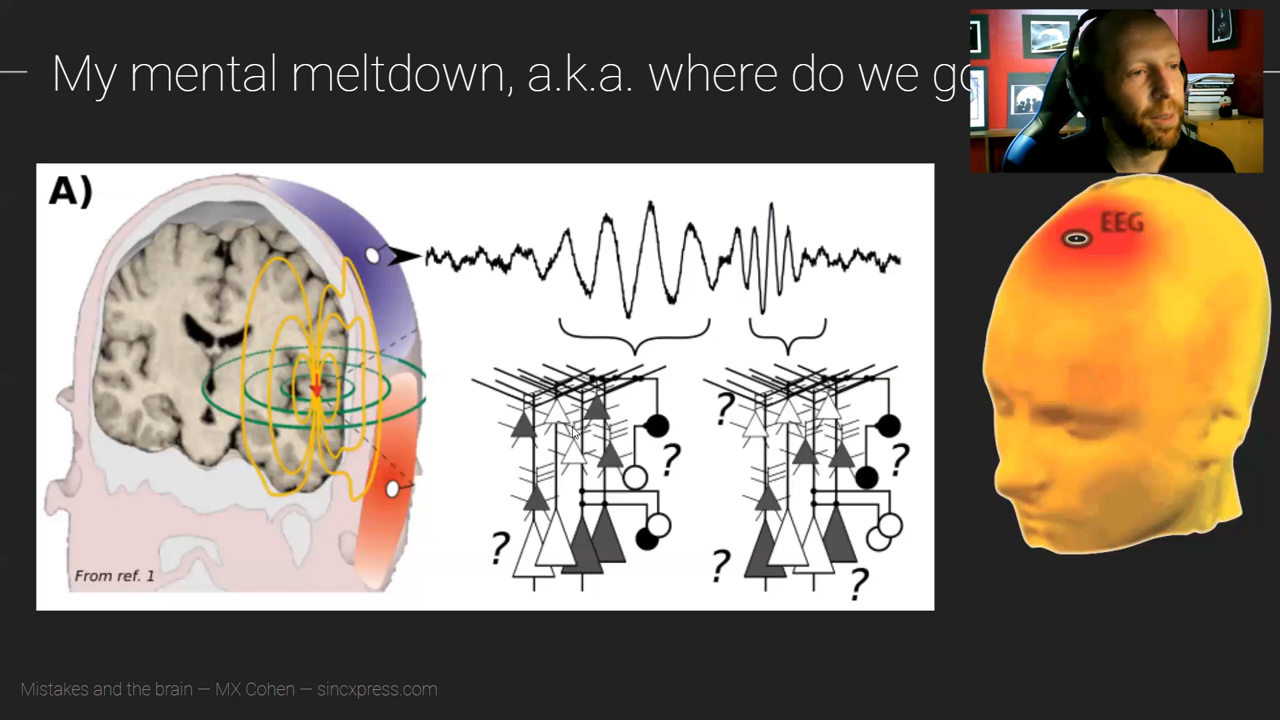 My mental meltdown, a.k.a. where do we go
A)
EEG
?
?
?
?
?
?
From ref. 1
Mistakes and the brain — MX Cohen — sincxpress.com